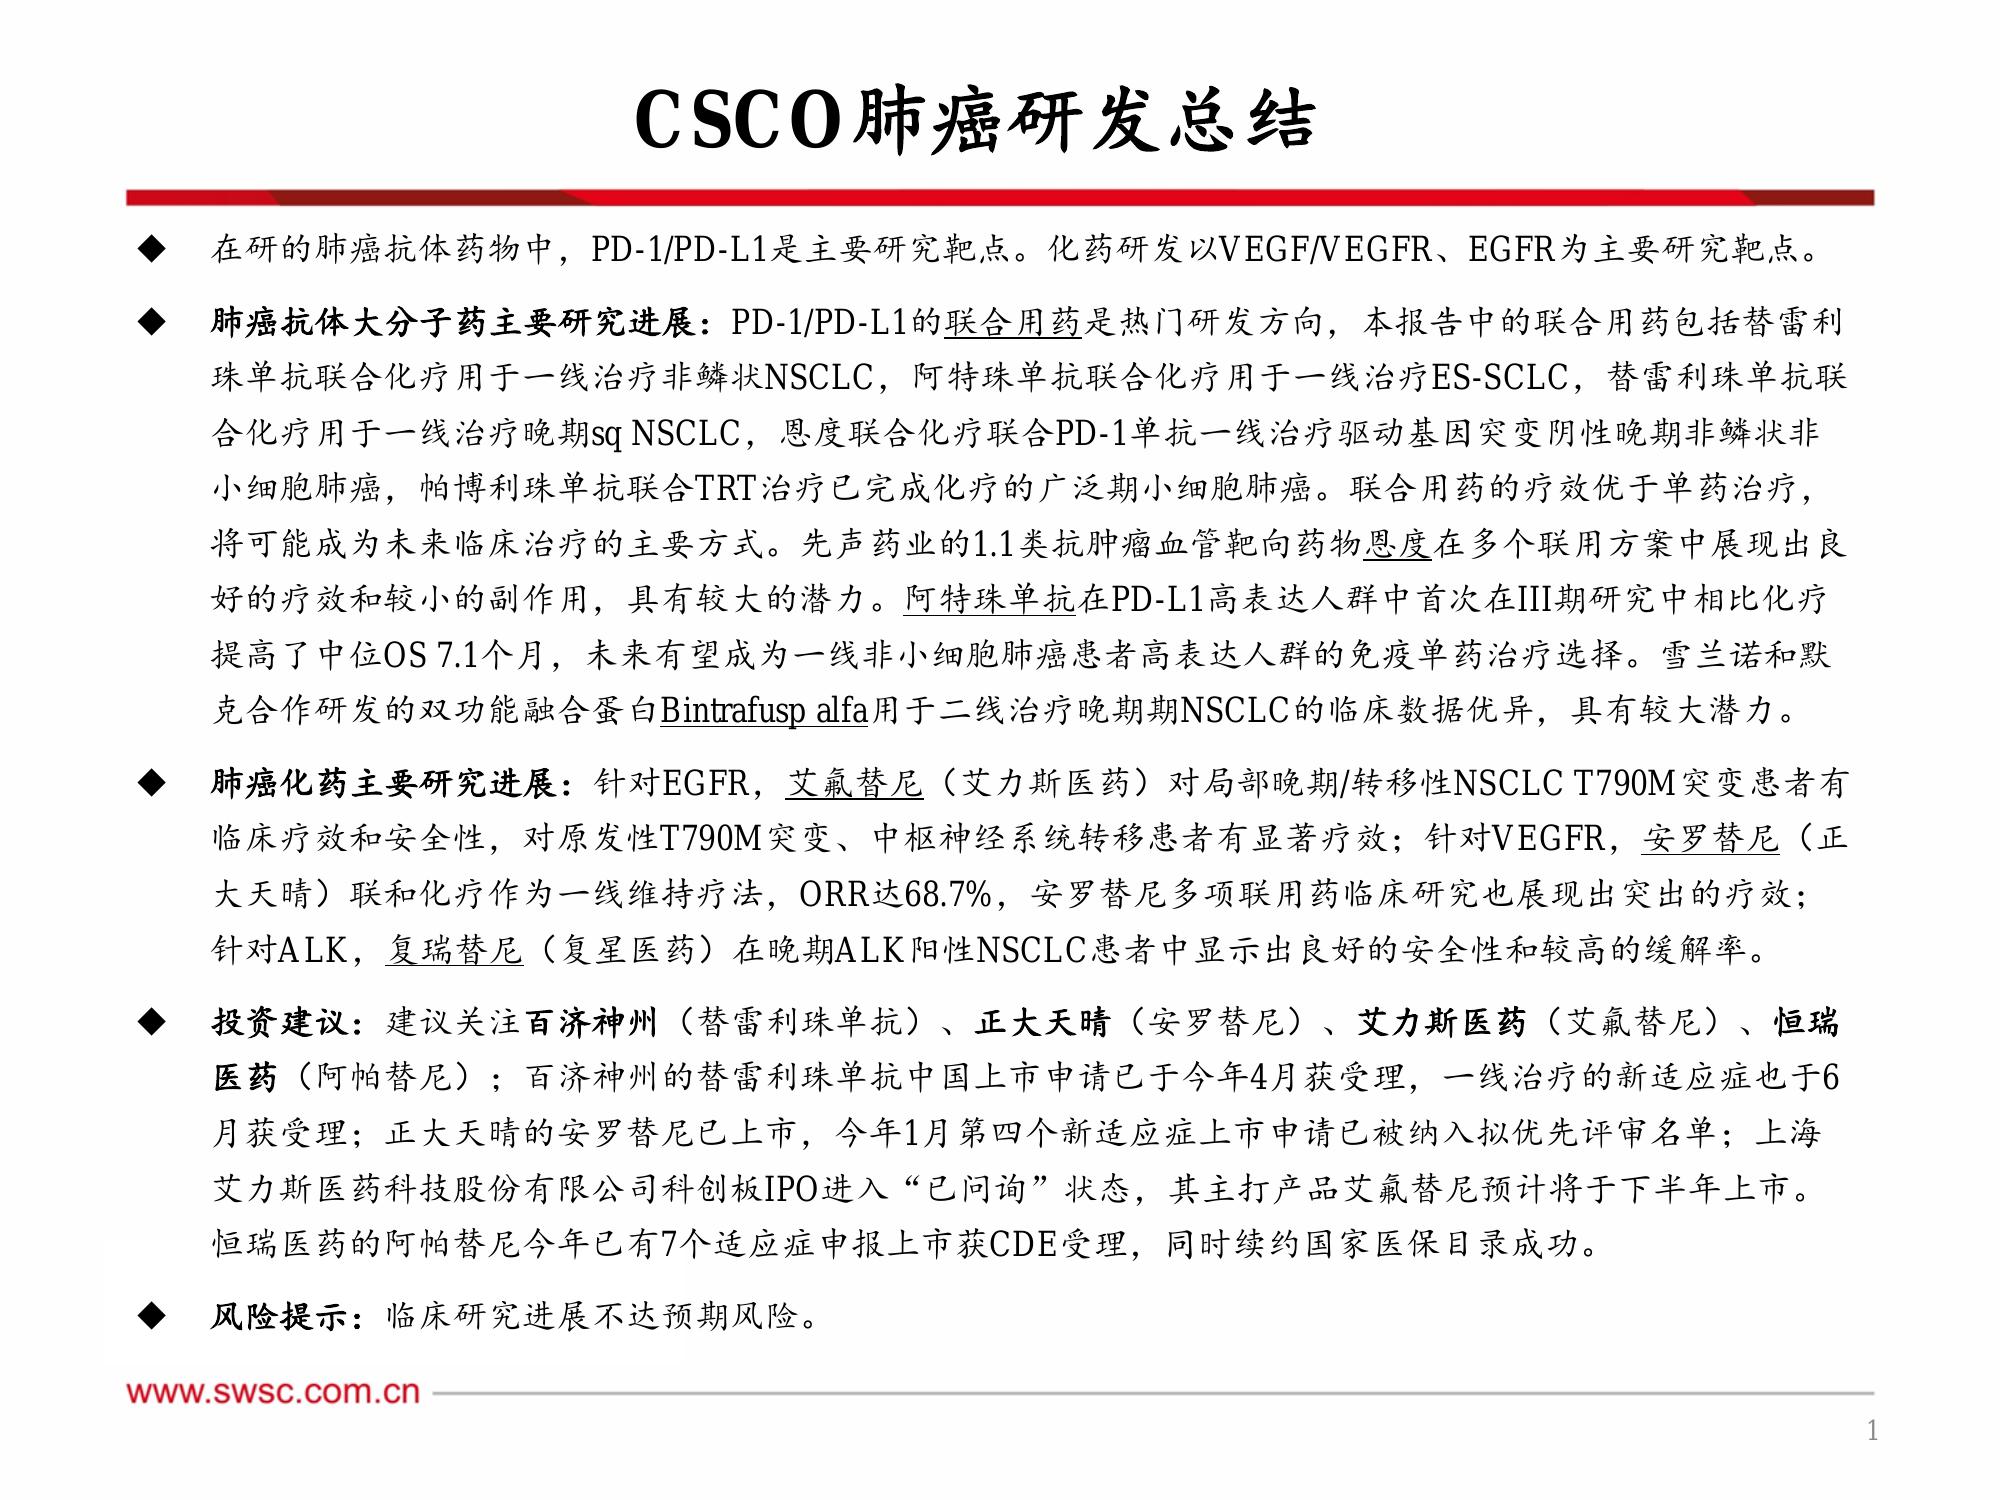 CSCO肺癌研发总结
◆ 在研的肺癌抗体药物中，PD-1/PD-L1是主要研究靶点。化药研发以VEGF/VEGFR、EGFR为主要研究靶点。
◆ 肺癌抗体大分子药主要研究进展：PD-1/PD-L1的联合用药是热门研发方向，本报告中的联合用药包括替雷利
珠单抗联合化疗用于一线治疗非鳞状NSCLC，阿特珠单抗联合化疗用于一线治疗ES-SCLC，替雷利珠单抗联
合化疗用于一线治疗晚期sq NSCLC，恩度联合化疗联合PD-1单抗一线治疗驱动基因突变阴性晚期非鳞状非
小细胞肺癌，帕博利珠单抗联合TRT治疗已完成化疗的广泛期小细胞肺癌。联合用药的疗效优于单药治疗，
将可能成为未来临床治疗的主要方式。先声药业的1.1类抗肿瘤血管靶向药物恩度在多个联用方案中展现出良
好的疗效和较小的副作用，具有较大的潜力。阿特珠单抗在PD-L1高表达人群中首次在III期研究中相比化疗
提高了中位OS 7.1个月，未来有望成为一线非小细胞肺癌患者高表达人群的免疫单药治疗选择。雪兰诺和默
克合作研发的双功能融合蛋白Bintrafusp alfa用于二线治疗晚期期NSCLC的临床数据优异，具有较大潜力。
◆ 肺癌化药主要研究进展：针对EGFR，艾氟替尼（艾力斯医药）对局部晚期/转移性NSCLC T790M突变患者有
临床疗效和安全性，对原发性T790M突变、中枢神经系统转移患者有显著疗效；针对VEGFR，安罗替尼（正
大天晴）联和化疗作为一线维持疗法，ORR达68.7%，安罗替尼多项联用药临床研究也展现出突出的疗效；
针对ALK，复瑞替尼（复星医药）在晚期ALK阳性NSCLC患者中显示出良好的安全性和较高的缓解率。
◆ 投资建议：建议关注百济神州（替雷利珠单抗）、正大天晴（安罗替尼）、艾力斯医药（艾氟替尼）、恒瑞
医药（阿帕替尼）；百济神州的替雷利珠单抗中国上市申请已于今年4月获受理，一线治疗的新适应症也于6
月获受理；正大天晴的安罗替尼已上市，今年1月第四个新适应症上市申请已被纳入拟优先评审名单；上海
艾力斯医药科技股份有限公司科创板IPO进入“已问询”状态，其主打产品艾氟替尼预计将于下半年上市。
恒瑞医药的阿帕替尼今年已有7个适应症申报上市获CDE受理，同时续约国家医保目录成功。
◆ 风险提示：临床研究进展不达预期风险。
www.swsc.com.cn
1